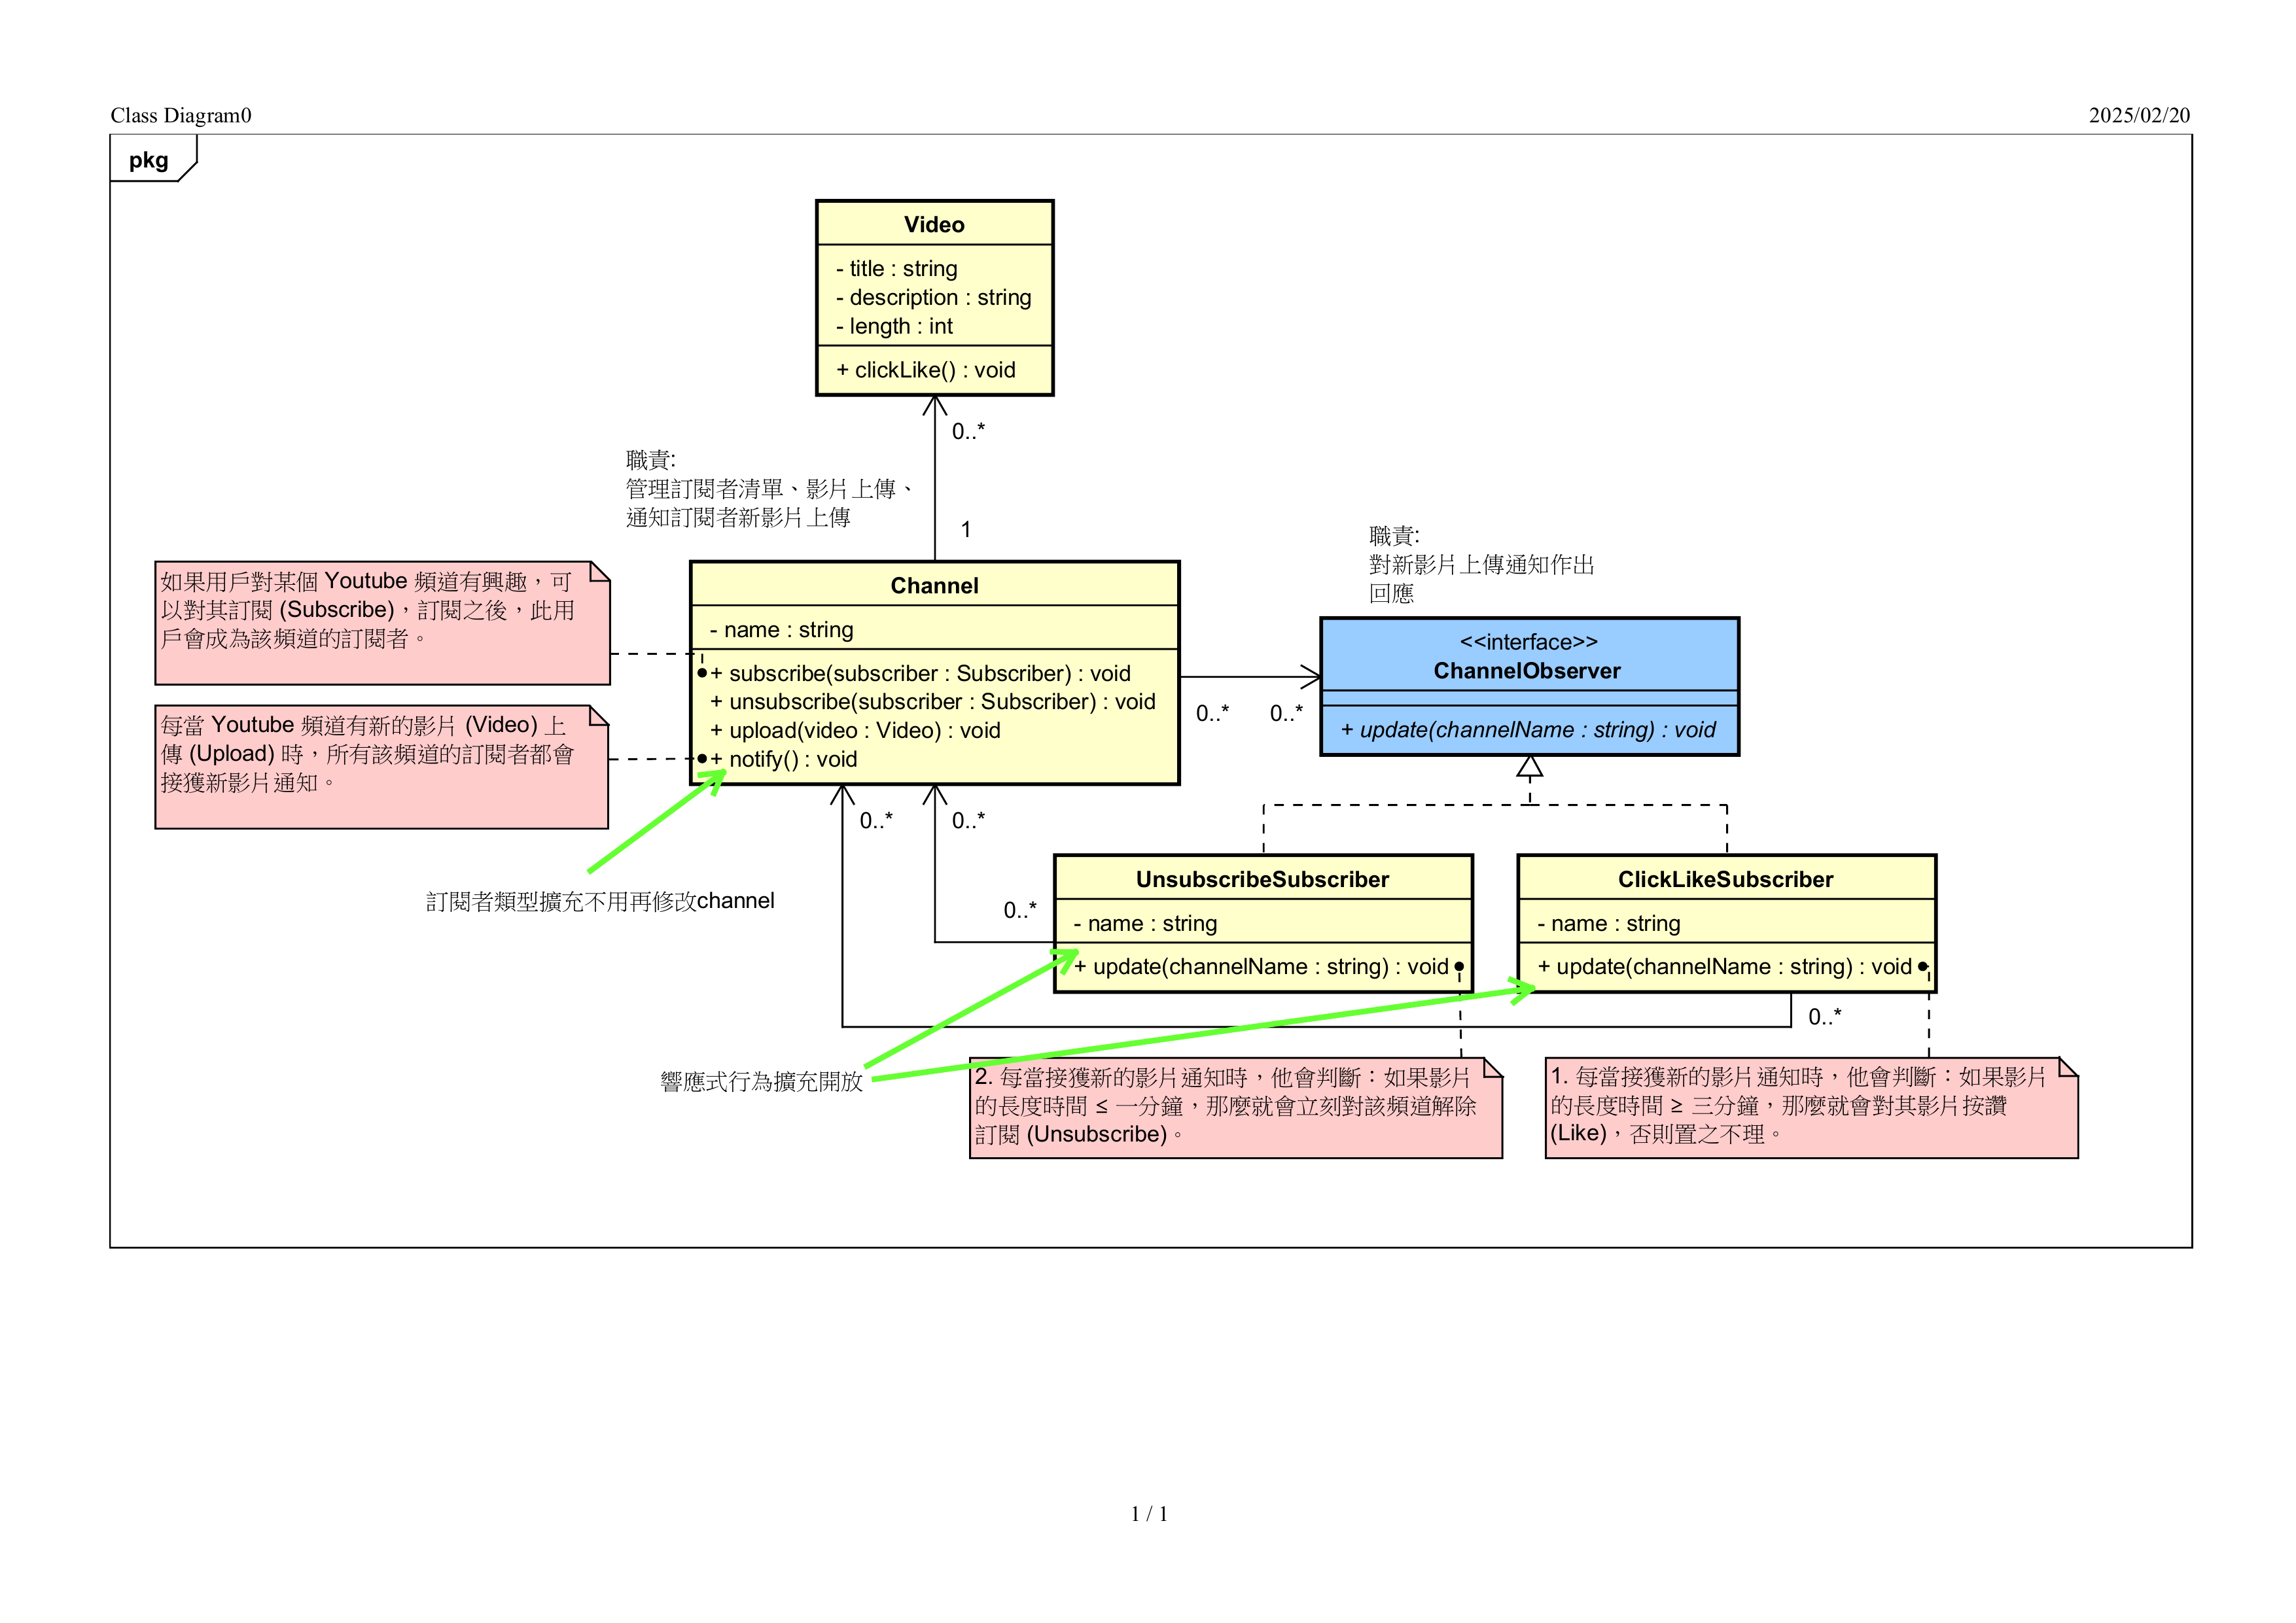 Class Diagram0
2025/02/20
pkg
Video
- title : string
- description : string
- length : int
+ clickLike() : void
0..*
職責:
管理訂閱者清單、影片上傳、
通知訂閱者新影片上傳
1
職責:
對新影片上傳通知作出
回應
如果用戶對某個 Youtube 頻道有興趣，可
以對其訂閱 (Subscribe)，訂閱之後，此用
戶會成為該頻道的訂閱者。
Channel
- name : string
+ subscribe(subscriber : Subscriber) : void
+ unsubscribe(subscriber : Subscriber) : void
+ upload(video : Video) : void
+ notify() : void
<<interface>>
ChannelObserver
+ update(channelName : string) : void
0..*
0..*
每當 Youtube 頻道有新的影片 (Video) 上
傳 (Upload) 時，所有該頻道的訂閱者都會
接獲新影片通知。
0..*
0..*
訂閱者類型擴充不用再修改channel
0..*
UnsubscribeSubscriber
- name : string
+ update(channelName : string) : void
ClickLikeSubscriber
- name : string
+ update(channelName : string) : void
0..*
響應式行為擴充開放
2. 每當接獲新的影片通知時，他會判斷：如果影片
的長度時間 ≤ 一分鐘，那麼就會立刻對該頻道解除
訂閱 (Unsubscribe)。
1. 每當接獲新的影片通知時，他會判斷：如果影片
的長度時間 ≥ 三分鐘，那麼就會對其影片按讚
(Like)，否則置之不理。
1 / 1